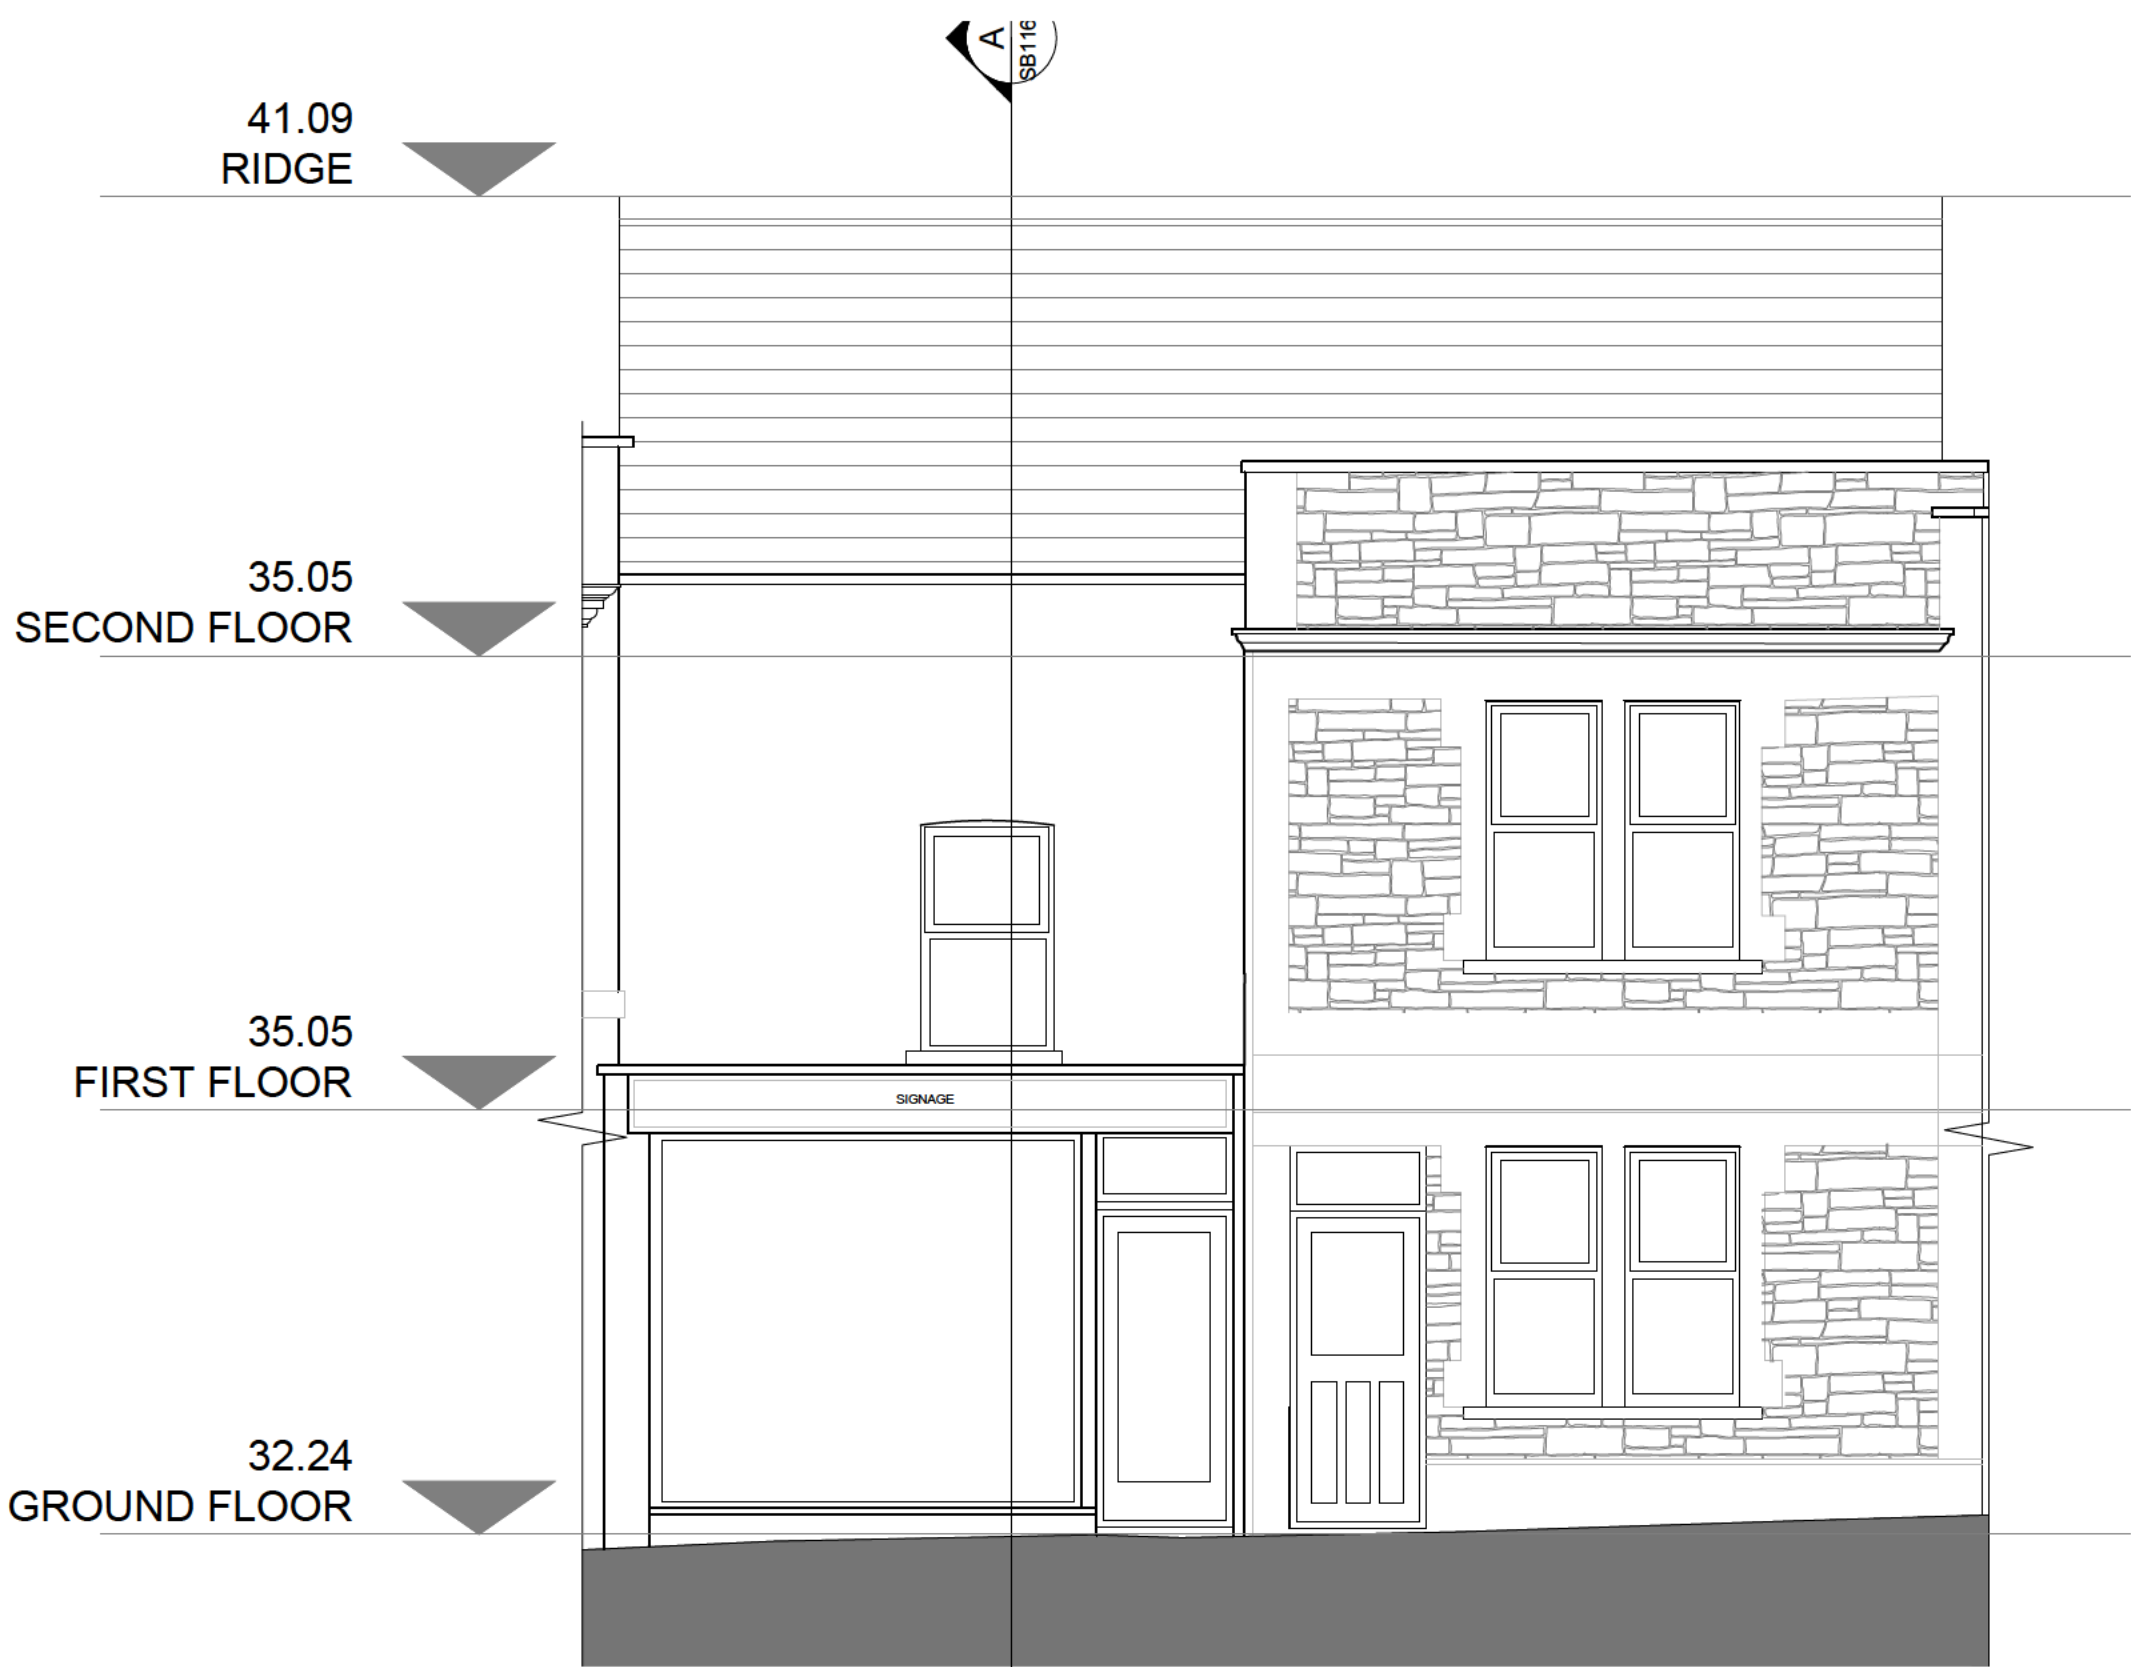 A
SB116
41.09
RIDGE
35.05
SECOND FLOOR
35.05
FIRST FLOOR
SIGNAGE
32.24
GROUND FLOOR